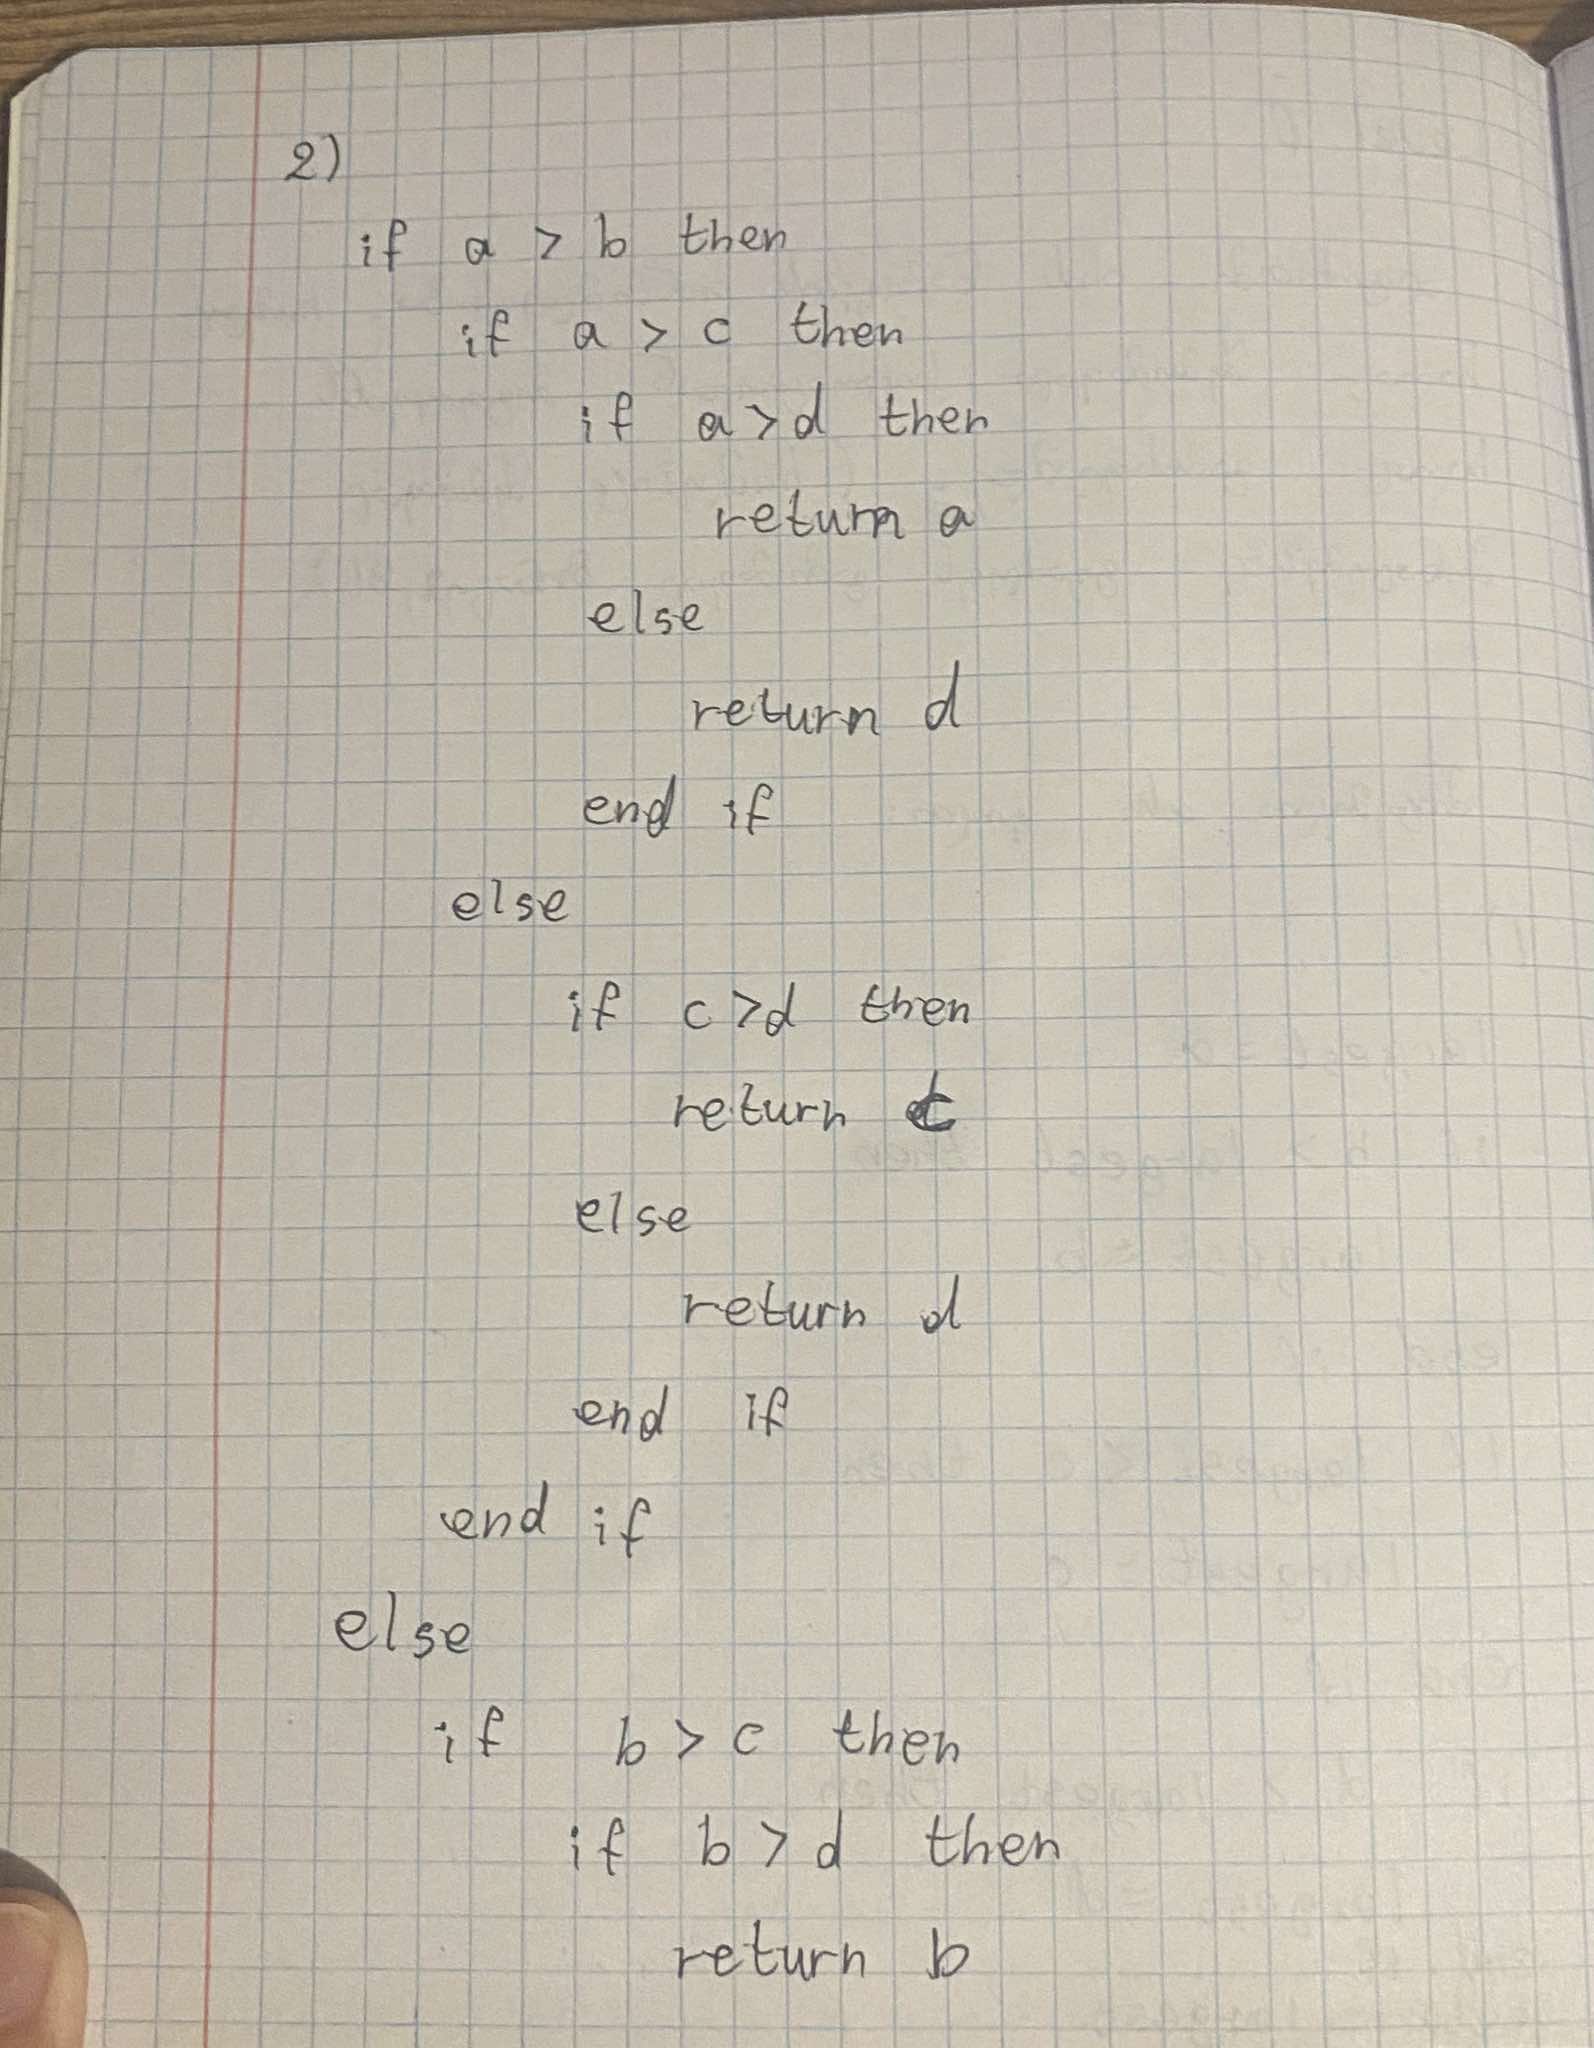 2)
if a > b then
if a > c then
if a > d then
return a
else
return d
end if
else
if c > d then
return c
else
return d
end if
end if
else
if b > c then
if b > d then
return b